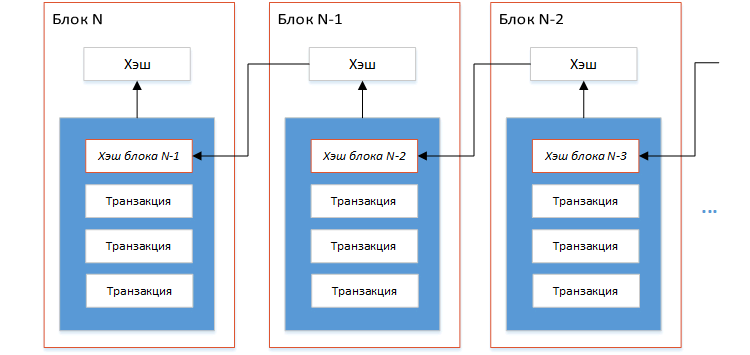 Блок N
Хэш
Хэш блока N-1
Транзакция
Транзакция
Транзакция
Блок N-1
Хэш
Хэш блока N-2
Транзакция
Транзакция
Транзакция
Блок N-2
Хэш
Хэш блока N-3
Транзакция
Транзакция
Транзакция
...